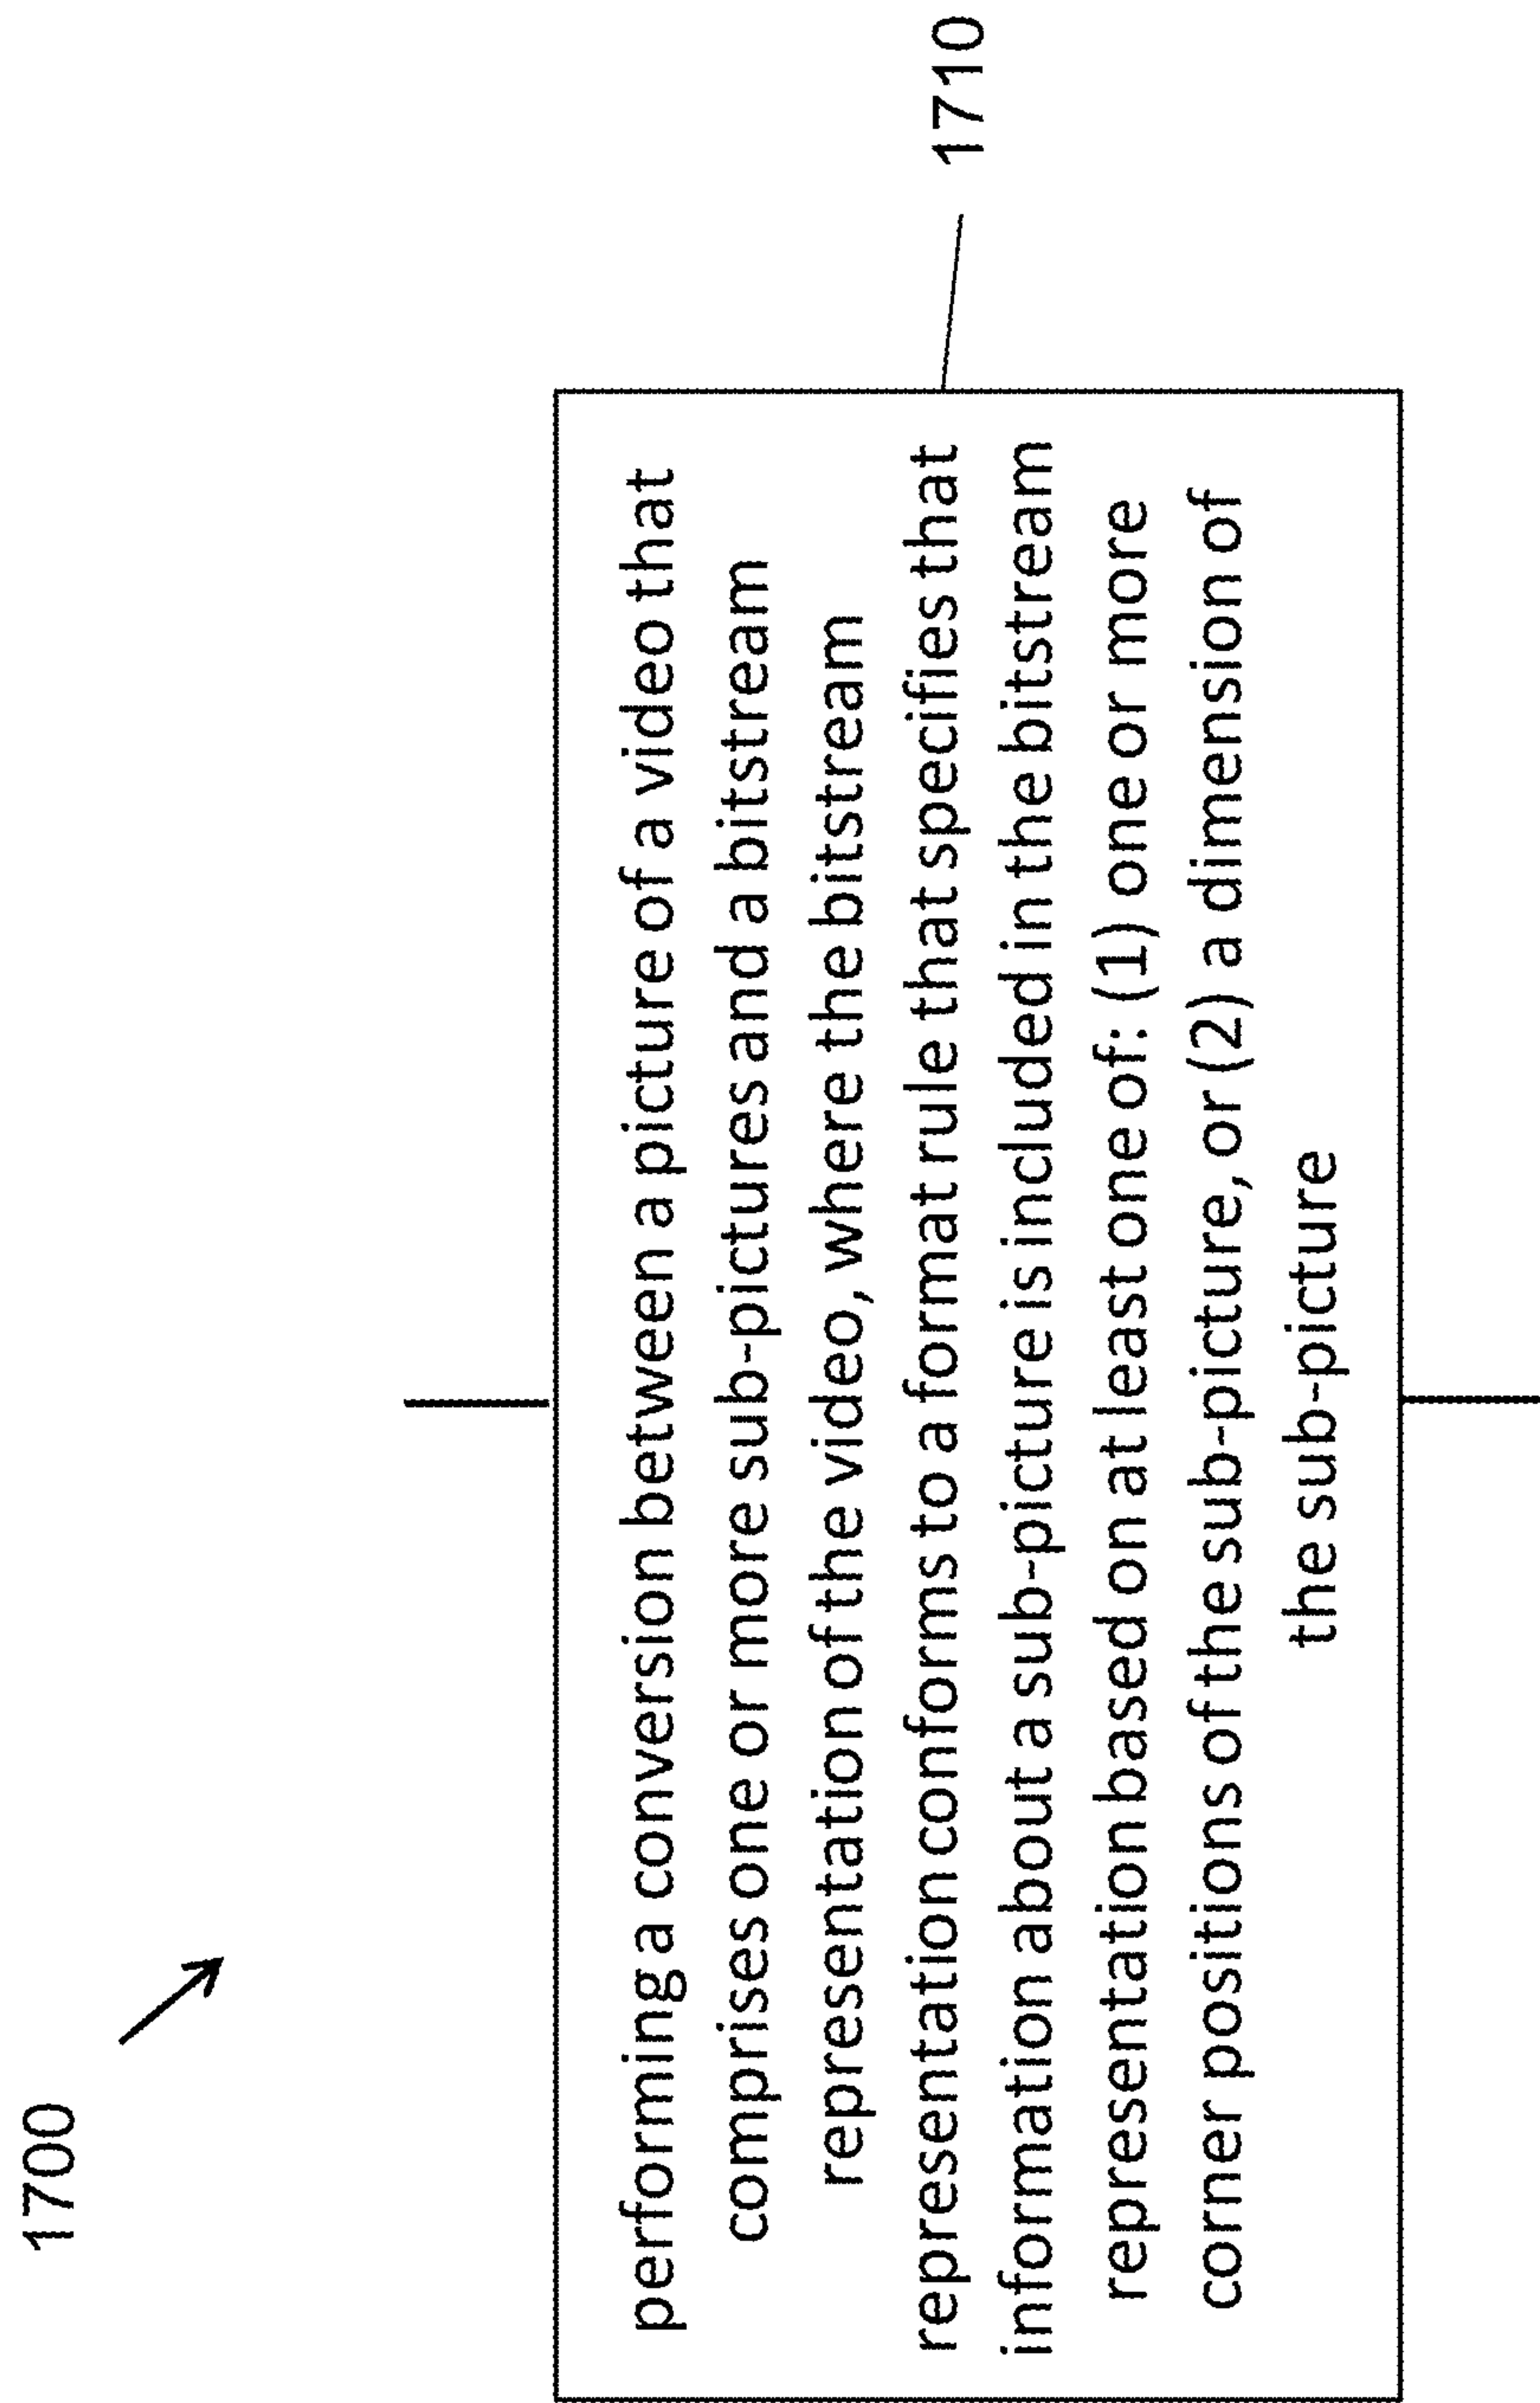 1700
performing a conversion between a picture of a video that
comprises one or more sub-pictures and a bitstream
representation of the video, where the bitstream
representation conforms to a format rule that specifies that
information about a sub-picture is included in the bitstream
representation based on at least one of: (1) one or more
corner positions of the sub-picture, or (2) a dimension of
the sub-picture
1710